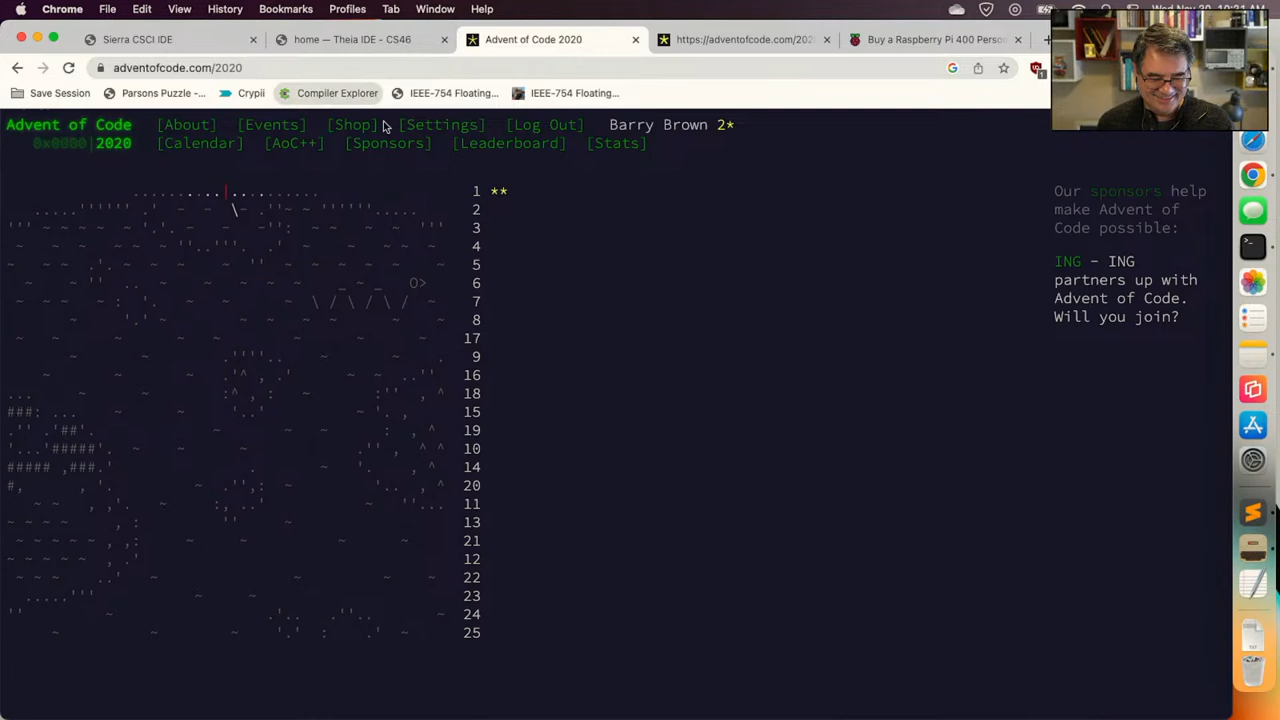 Chrome File Edit View History Bookmarks Profiles Tab Window Help
Sierra CSCI IDE
home — Theia IDE - CS46
Advent of Code 2020
https://adventofcode.com/202
Buy a Raspberry Pi 400 Perso
adventofcode.com/2020
Save Session
Parsons Puzzle -...
Crypii
Compiler Explorer
IEEE-754 Floating...
IEEE-754 Floating...
Advent of Code [About] [Events] [Shop] [Settings] [Log Out] Barry Brown 2*
0x0000|2020 [Calendar] [AoC++] [Sponsors] [Leaderboard] [Stats]
1 **
2
3
4
5
6
7
8
17
9
16
18
15
19
10
14
20
11
13
21
12
22
23
24
25
Our sponsors help
make Advent of
Code possible:
ING - ING
partners up with
Advent of Code.
Will you join?
TXT